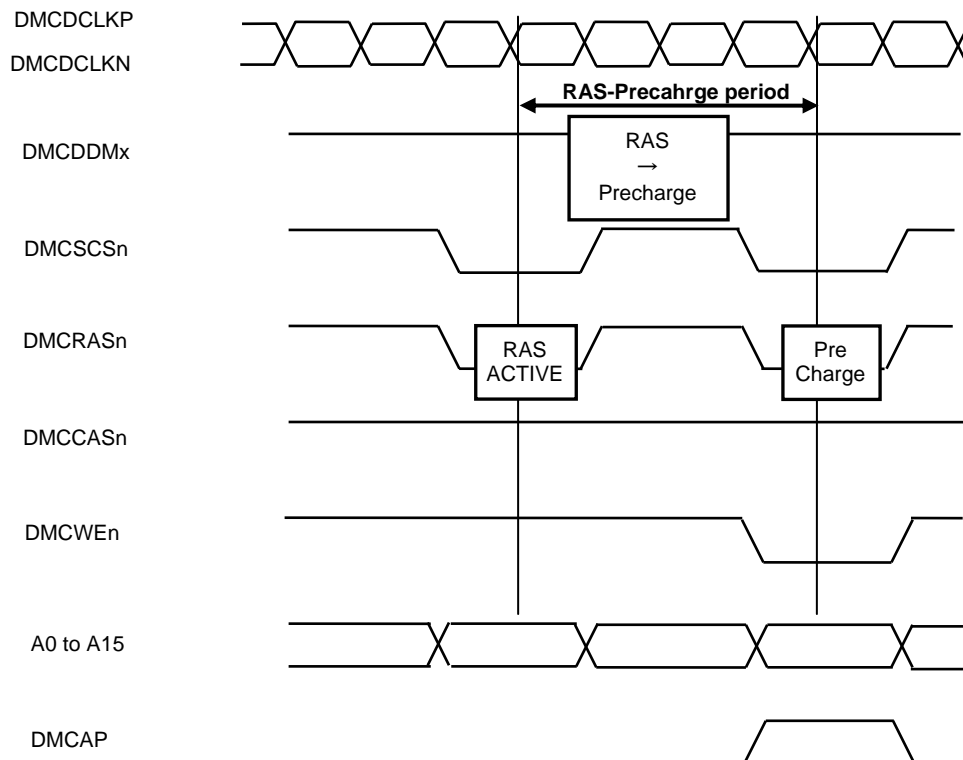 DMCDCLKP
DMCDCLKN
RAS-Precahrge period
DMCDDMx
RAS
→
Precharge
DMCSCSn
DMCRASn
RAS
ACTIVE
Pre
Charge
DMCCASn
DMCWEn
A0 to A15
DMCAP